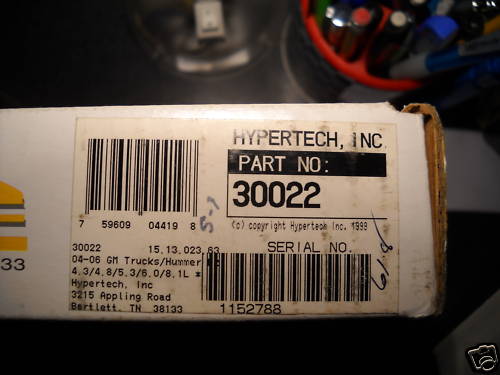 HYPERTECH, INC
PART NO:
30022
(c) copyright Hypertech Inc. 1999
SERIAL NO.
1152788
7 59609 04419 8
30022 15.13.023.63
04-06 GM Trucks/Hummer
4.3/4.8/5.3/6.0/8.1L *
Hypertech, Inc
3215 Appling Road
Bartlett, TN 38133
33